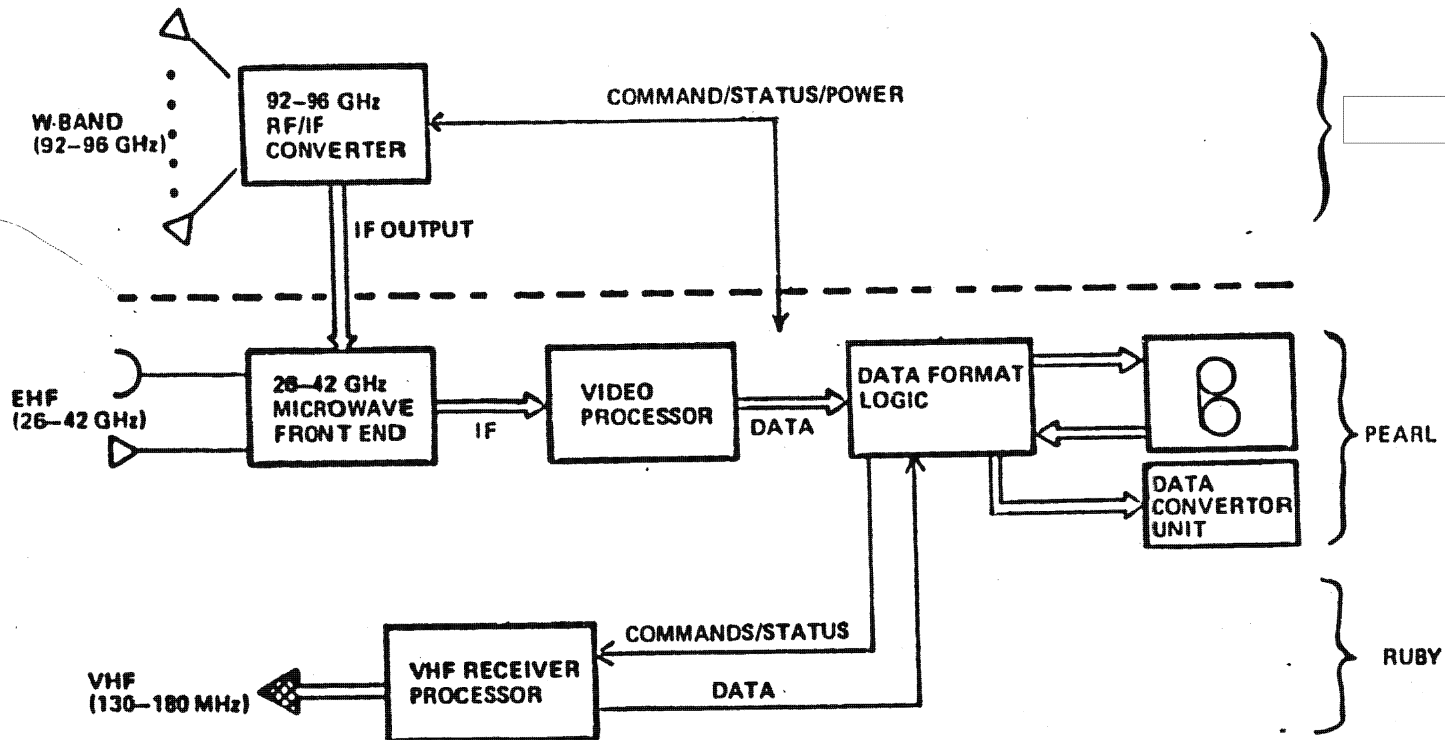 92–96 GHz
RF/IF
CONVERTER
COMMAND/STATUS/POWER
W-BAND
(92–96 GHz)
IF OUTPUT
EHF
(26–42 GHz)
26–42 GHz
MICROWAVE
FRONT END
IF
VIDEO
PROCESSOR
DATA
DATA FORMAT
LOGIC
DATA
CONVERTOR
UNIT
PEARL
VHF
(130–180 MHz)
VHF RECEIVER
PROCESSOR
COMMANDS/STATUS
DATA
RUBY